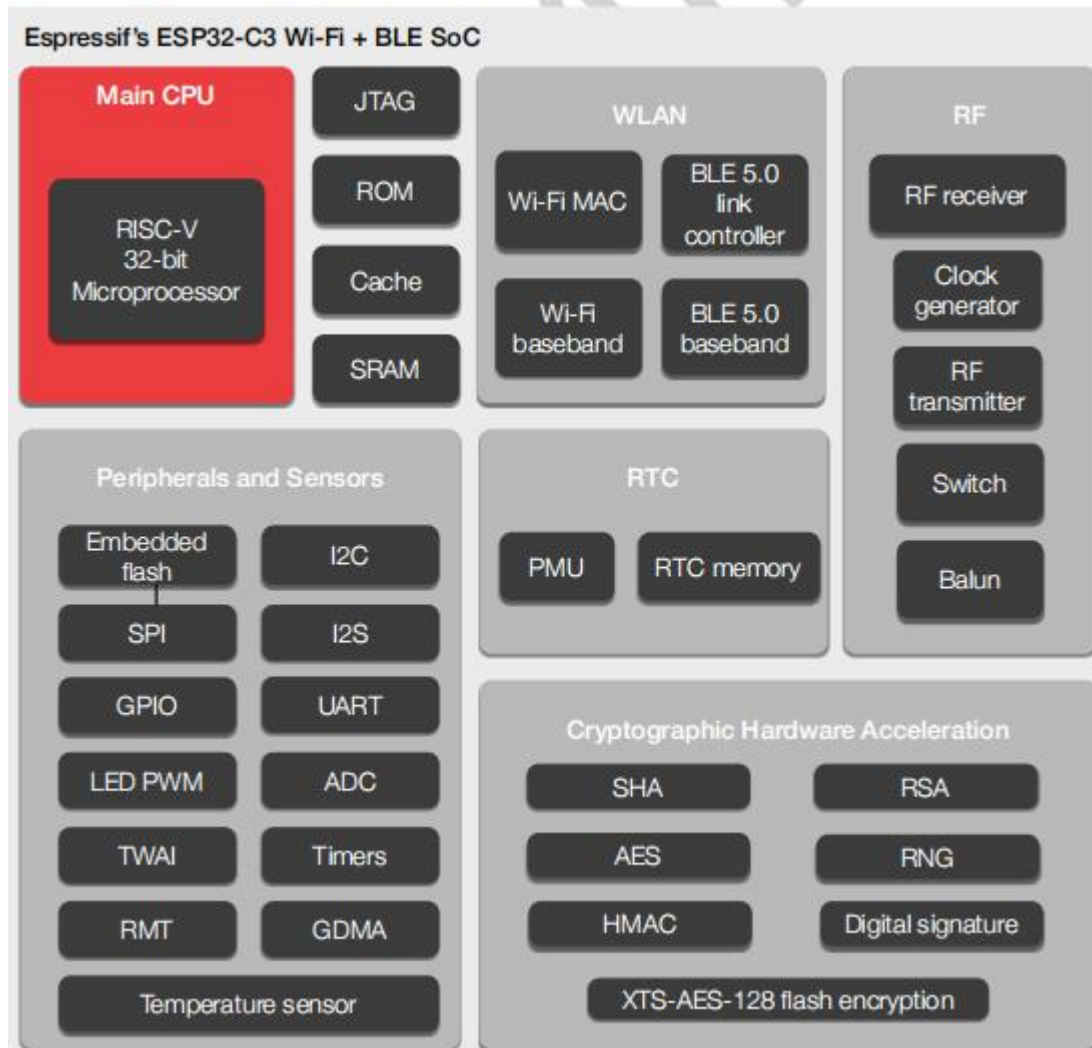 Espressif's ESP32-C3 Wi-Fi + BLE SoC
Main CPU
RISC-V
32-bit
Microprocessor
JTAG
ROM
Cache
SRAM
WLAN
Wi-Fi MAC
BLE 5.0
link
controller
Wi-Fi
baseband
BLE 5.0
baseband
RF
RF receiver
Clock
generator
RF
transmitter
Switch
Balun
Peripherals and Sensors
Embedded
flash
I2C
SPI
I2S
GPIO
UART
LED PWM
ADC
TWAI
Timers
RMT
GDMA
Temperature sensor
RTC
PMU
RTC memory
Cryptographic Hardware Acceleration
SHA
RSA
AES
RNG
HMAC
Digital signature
XTS-AES-128 flash encryption